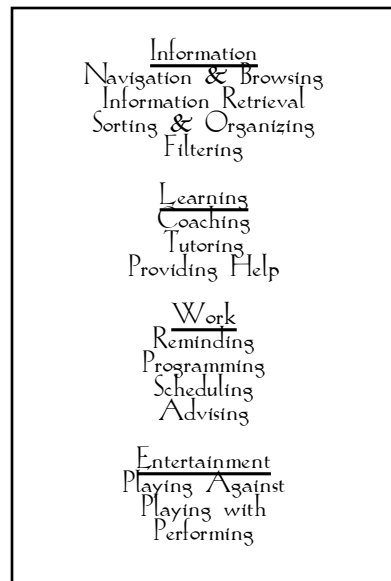 Information
Navigation & Browsing
Information Retrieval
Sorting & Organizing
Filtering
Learning
Coaching
Tutoring
Providing Help
Work
Reminding
Programming
Scheduling
Advising
Entertainment
Playing Against
Playing with
Performing